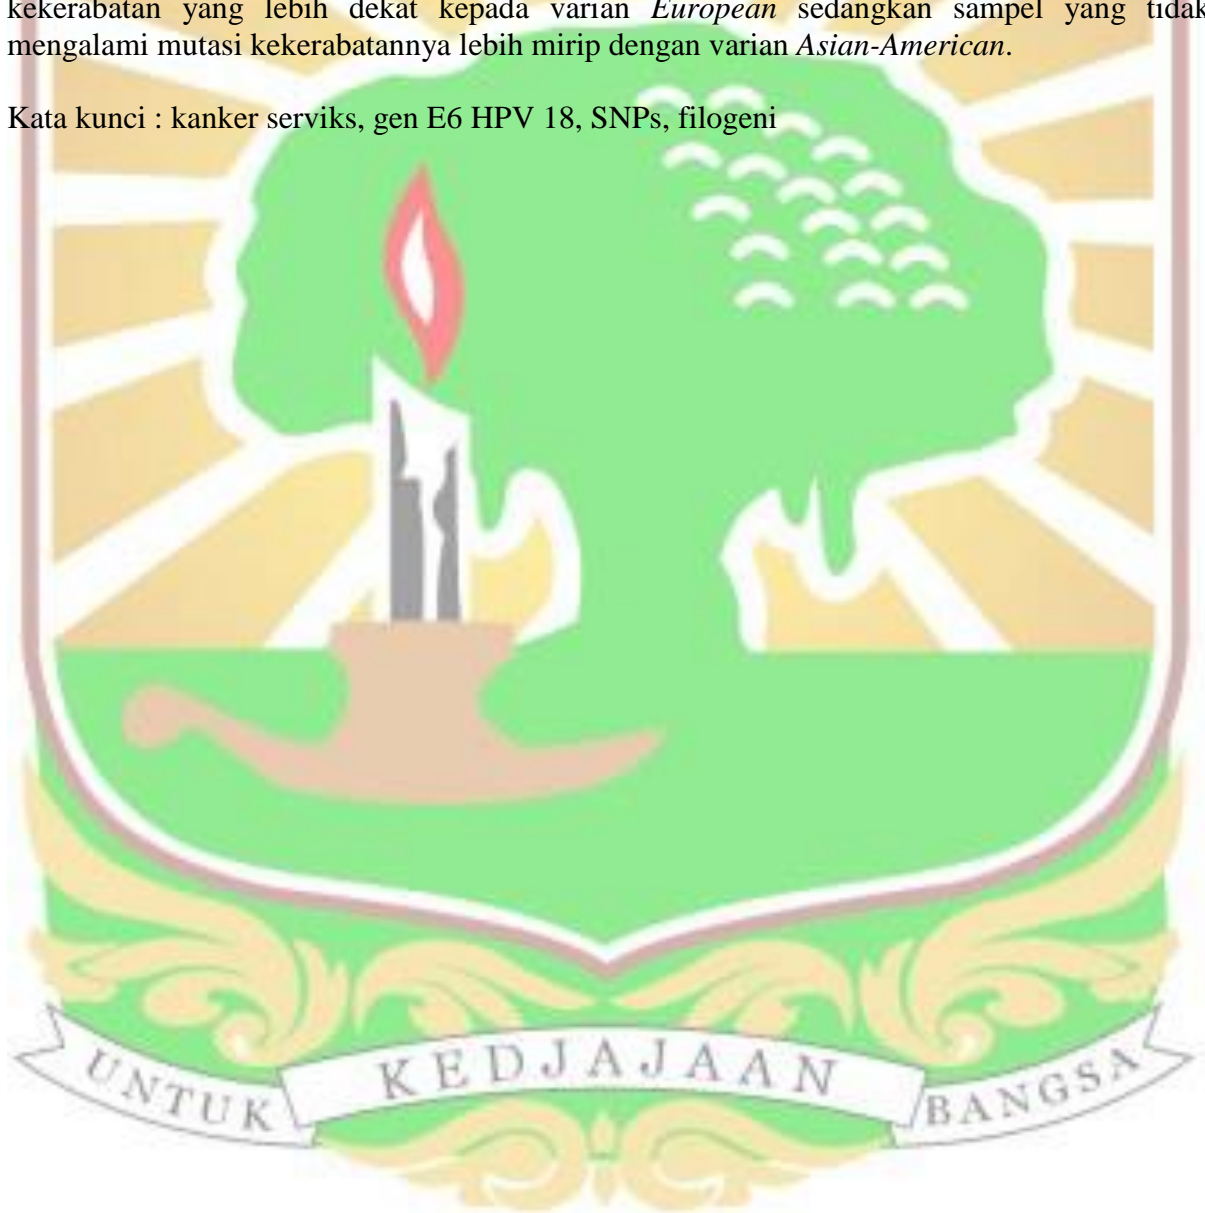 kekerabatan yang lebih dekat kepada varian European sedangkan sampel yang tidak
mengalami mutasi kekerabatannya lebih mirip dengan varian Asian-American.
Kata kunci : kanker serviks, gen E6 HPV 18, SNPs, filogeni
UNTUK KEDJAJAAN BANGSA